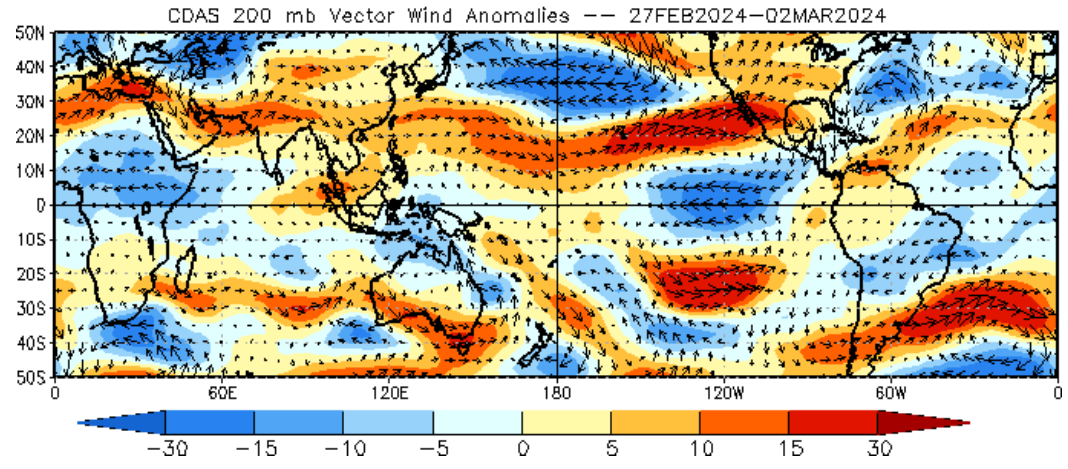 CDAS 200 mb Vector Wind Anomalies -- 27FEB2024-02MAR2024
50N
40N
30N
20N
10N
0
10S
20S
30S
40S
50S
0 60E 120E 180 120W 60W 0
-30 -15 -10 -5 0 5 10 15 30